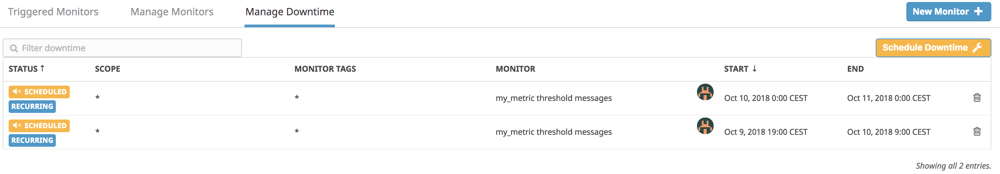 Triggered Monitors Manage Monitors Manage Downtime New Monitor +
Filter downtime Schedule Downtime
STATUS ↑ SCOPE MONITOR TAGS MONITOR START ↓ END
SCHEDULED
* * my_metric threshold messages Oct 10, 2018 0:00 CEST Oct 11, 2018 0:00 CEST
RECURRING
SCHEDULED
* * my_metric threshold messages Oct 9, 2018 19:00 CEST Oct 10, 2018 9:00 CEST
RECURRING
Showing all 2 entries.